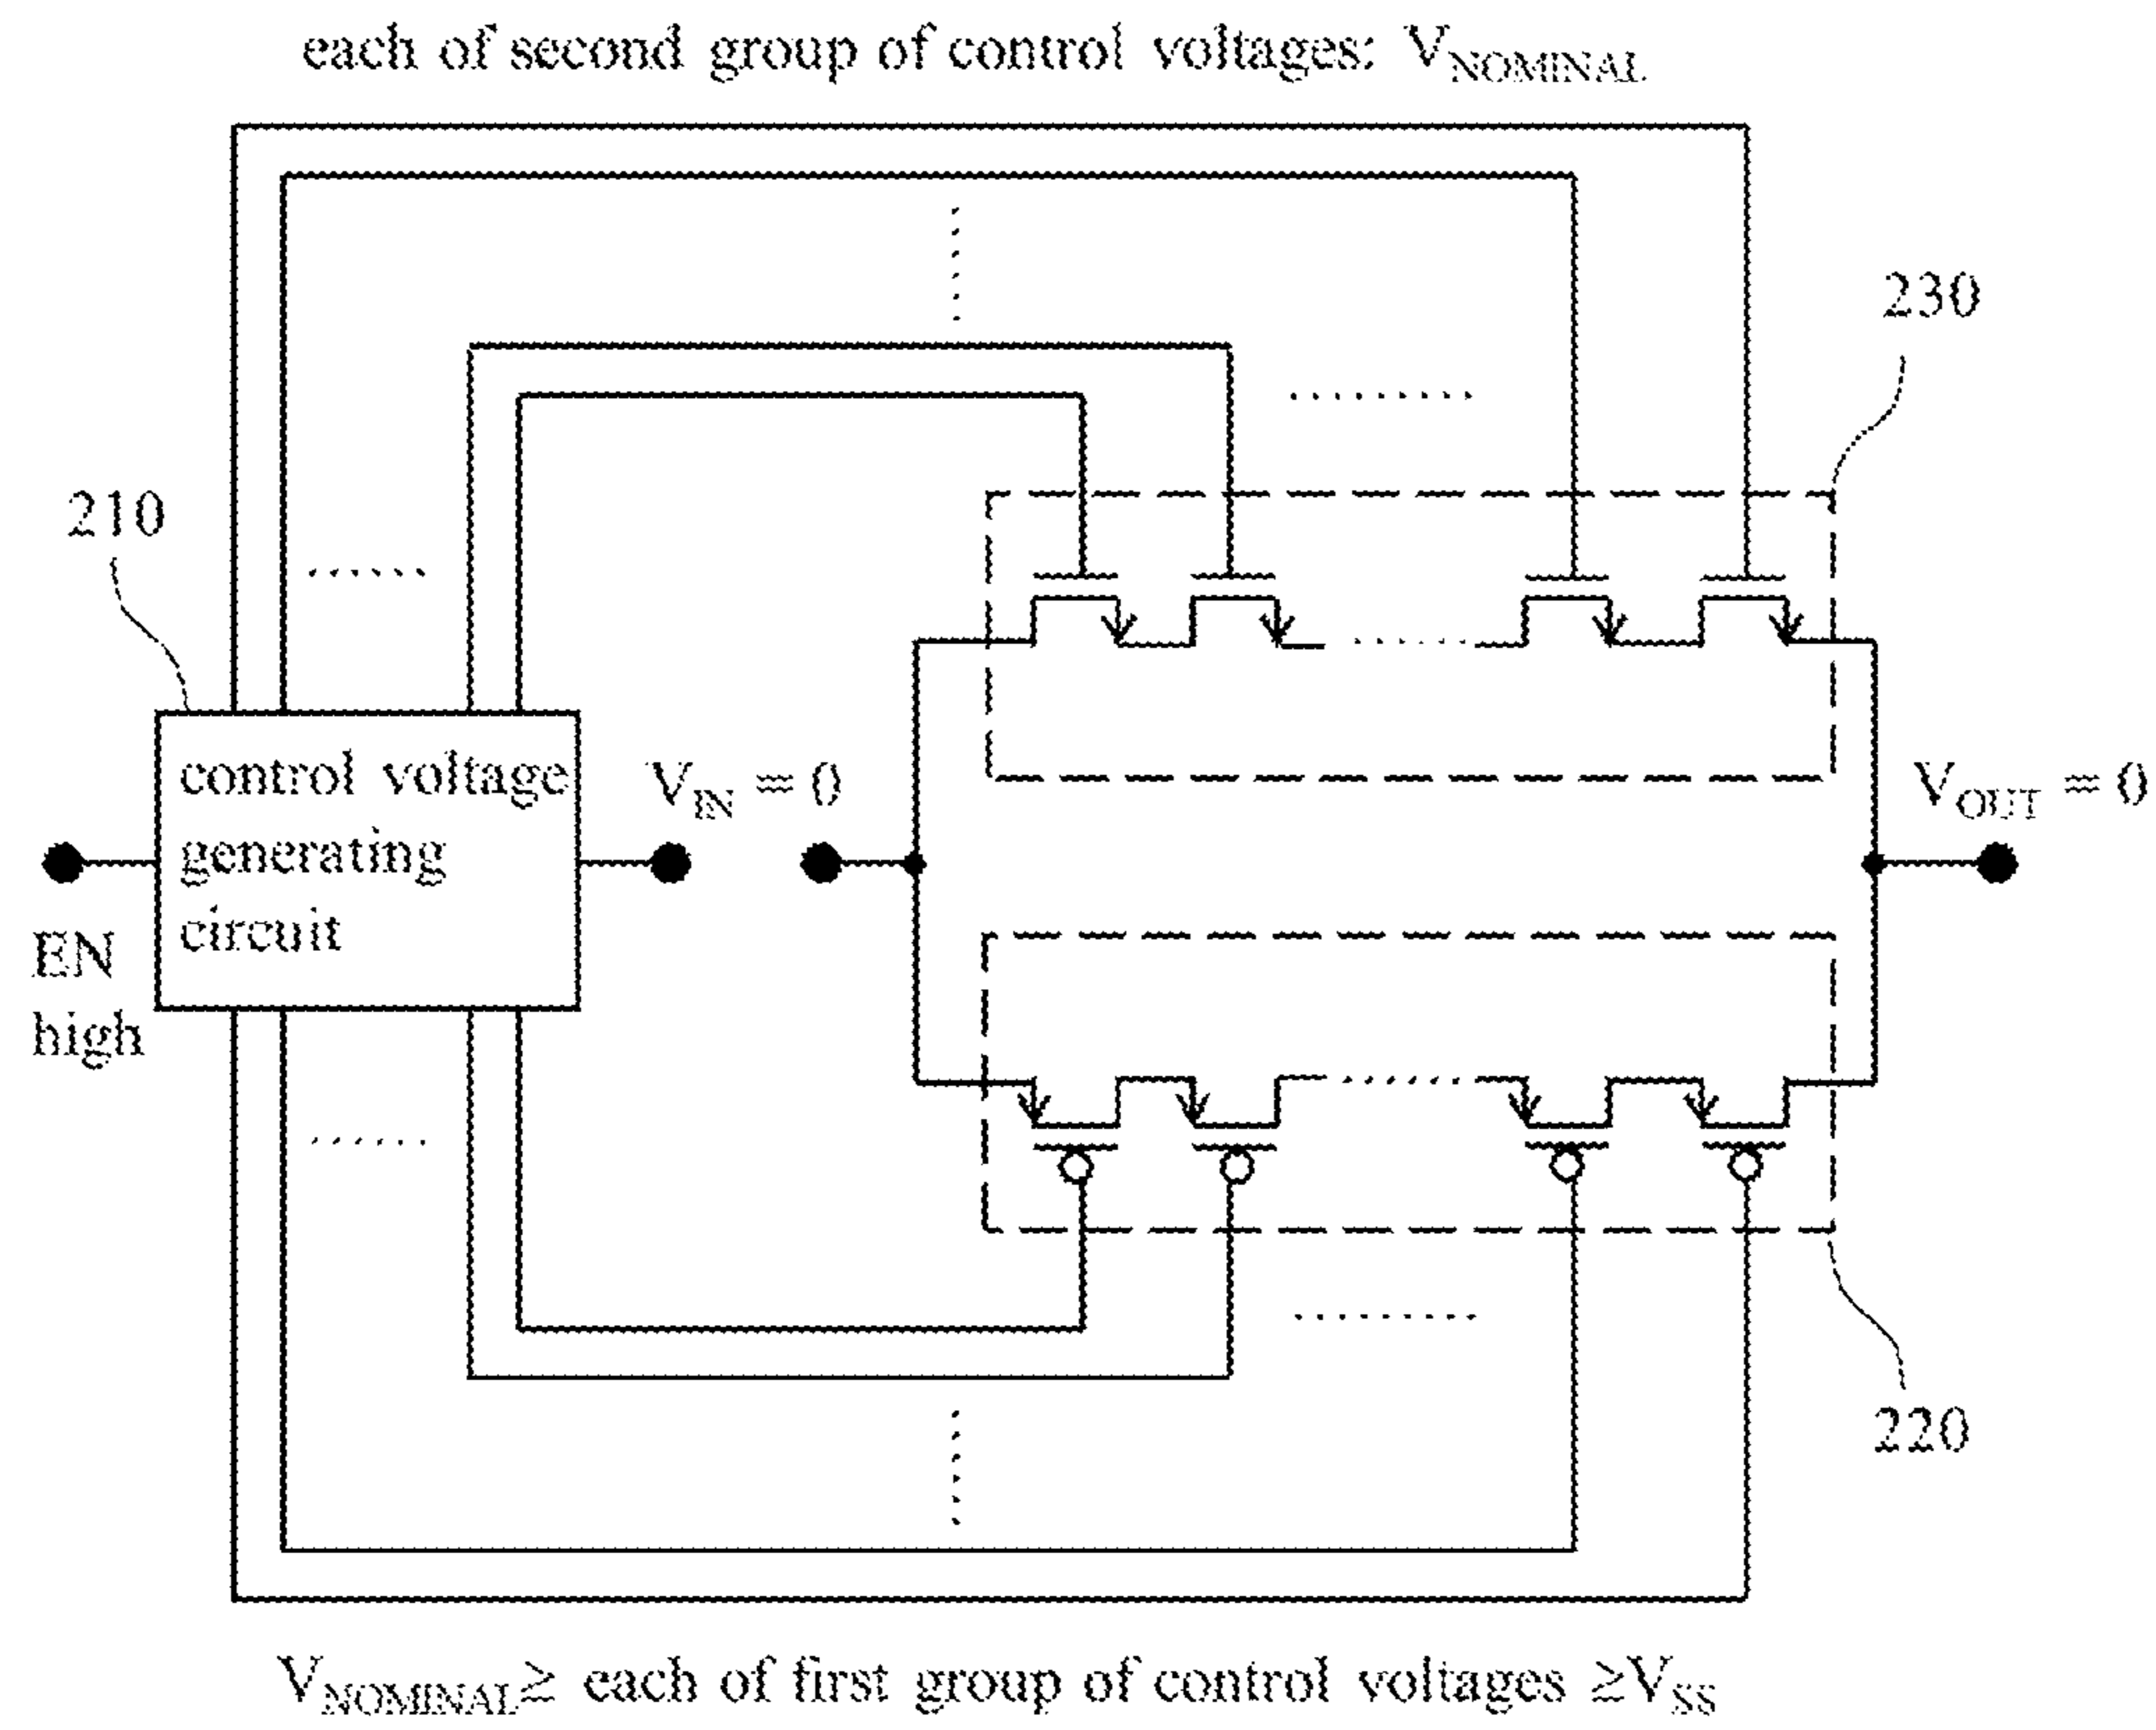 each of second group of control voltages: VNOMINAL
230
210
control voltage
generating
circuit
VIN = 0
VOUT = 0
EN
high
220
VNOMINAL≥ each of first group of control voltages ≥VSS